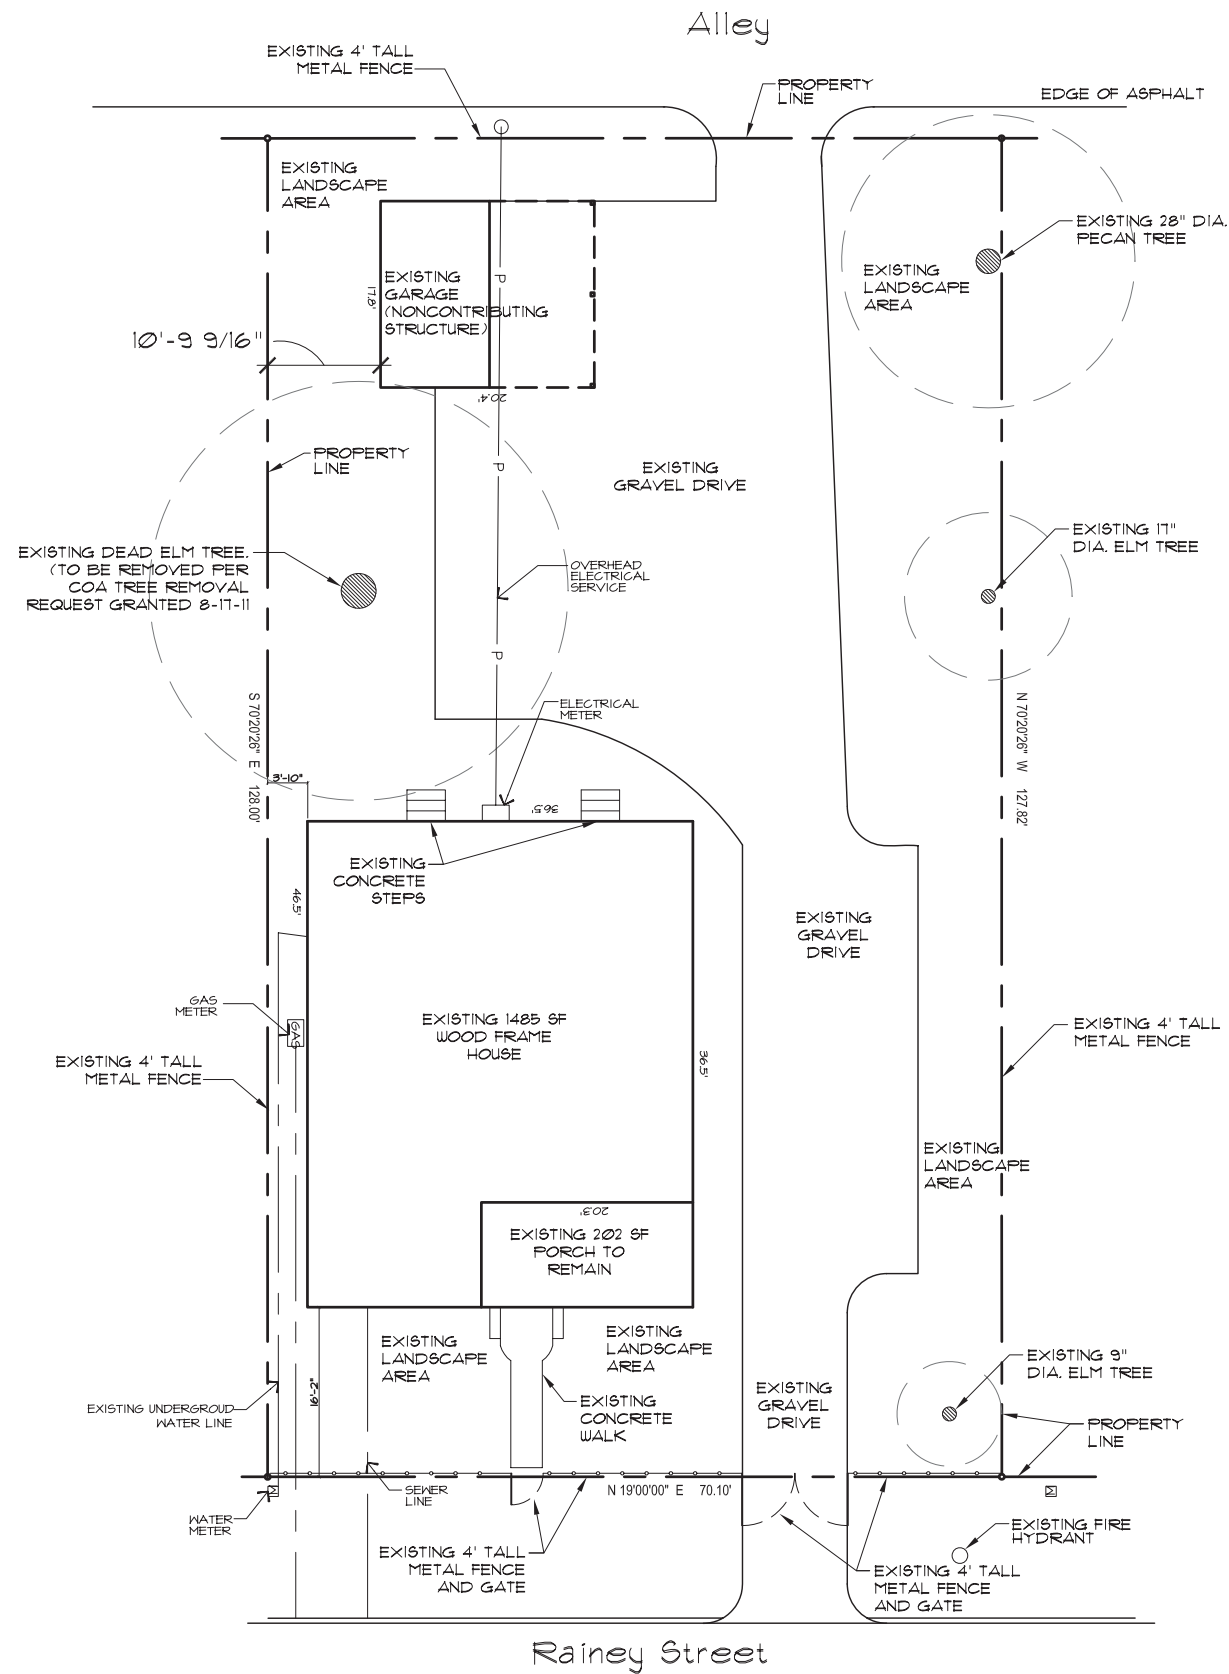 Alley
EXISTING 4' TALL
METAL FENCE
PROPERTY
LINE
EDGE OF ASPHALT
EXISTING
LANDSCAPE
AREA
EXISTING 28" DIA.
PECAN TREE
EXISTING
LANDSCAPE
AREA
EXISTING
GARAGE
(NONCONTRIBUTING
STRUCTURE)
17.8'
P
10'-9 9/16"
20.4'
PROPERTY
LINE
EXISTING
GRAVEL DRIVE
P
EXISTING 17"
DIA. ELM TREE
EXISTING DEAD ELM TREE.
(TO BE REMOVED PER
COA TREE REMOVAL
REQUEST GRANTED 8-17-11
OVERHEAD
ELECTRICAL
SERVICE
P
S 70°20'26" E 128.00'
N 70°20'26" W 127.82'
ELECTRICAL
METER
3'-10"
36.5'
EXISTING
CONCRETE
STEPS
46.5'
EXISTING
GRAVEL
DRIVE
GAS
METER
GAS
EXISTING 1485 SF
WOOD FRAME
HOUSE
EXISTING 4' TALL
METAL FENCE
EXISTING 4' TALL
METAL FENCE
36.5'
EXISTING
LANDSCAPE
AREA
20.3'
EXISTING 202 SF
PORCH TO
REMAIN
EXISTING
LANDSCAPE
AREA
EXISTING
LANDSCAPE
AREA
EXISTING 9"
DIA. ELM TREE
16'-2"
EXISTING UNDERGROUD
WATER LINE
EXISTING
CONCRETE
WALK
EXISTING
GRAVEL
DRIVE
PROPERTY
LINE
SEWER
LINE
N 19°00'00" E 70.10'
M
M
WATER
METER
EXISTING FIRE
HYDRANT
EXISTING 4' TALL
METAL FENCE
AND GATE
EXISTING 4' TALL
METAL FENCE
AND GATE
Rainey Street